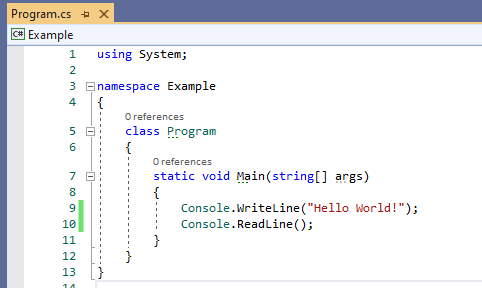 Program.cs
C# Example
1 using System;
2
3 namespace Example
4 {
0 references
5 class Program
6 {
0 references
7 static void Main(string[] args)
8 {
9 Console.WriteLine("Hello World!");
10 Console.ReadLine();
11 }
12 }
13 }
14